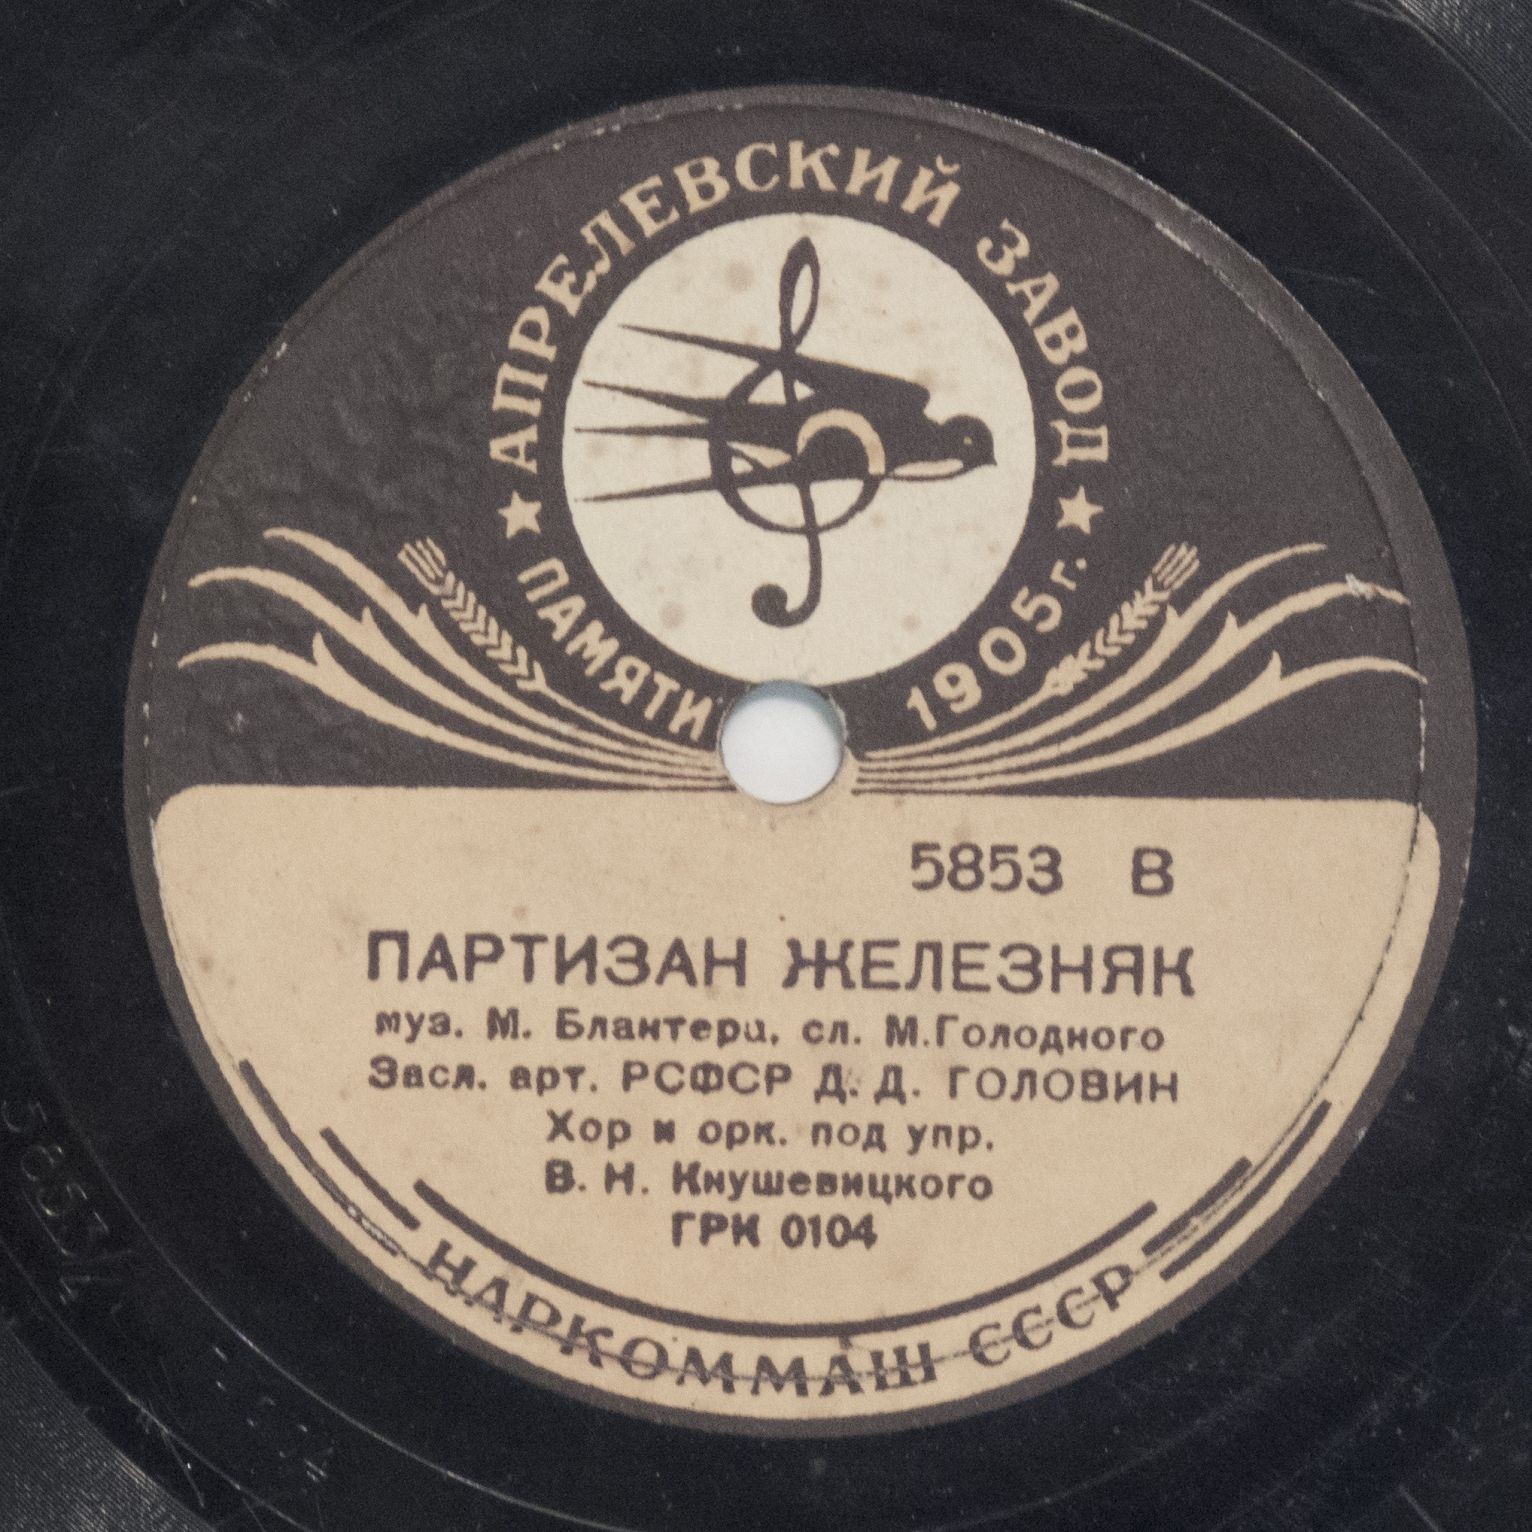 АПРЕЛЕВСКИЙ ЗАВОД
ПАМЯТИ 1905 г.
5853 В
ПАРТИЗАН ЖЕЛЕЗНЯК
муз. М. Блантера, сл. М.Голодного
Засл. арт. РСФСР Д. Д. ГОЛОВИН
Хор и орк. под упр.
В. Н. Кнушевицкого
ГРК 0104
НАРКОММАШ СССР